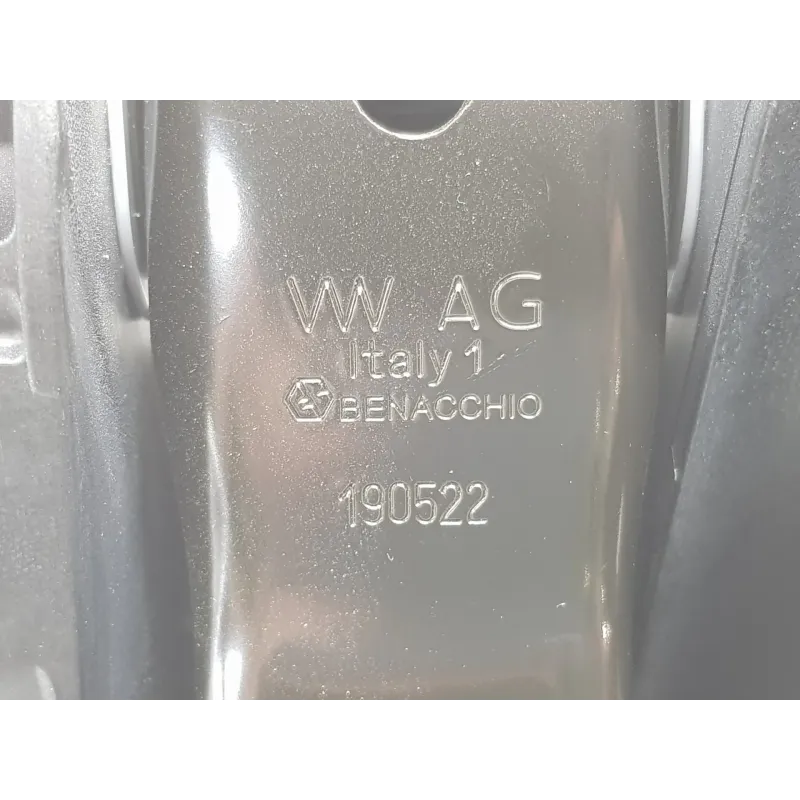 VW AG
Italy 1
BENACCHIO
190522